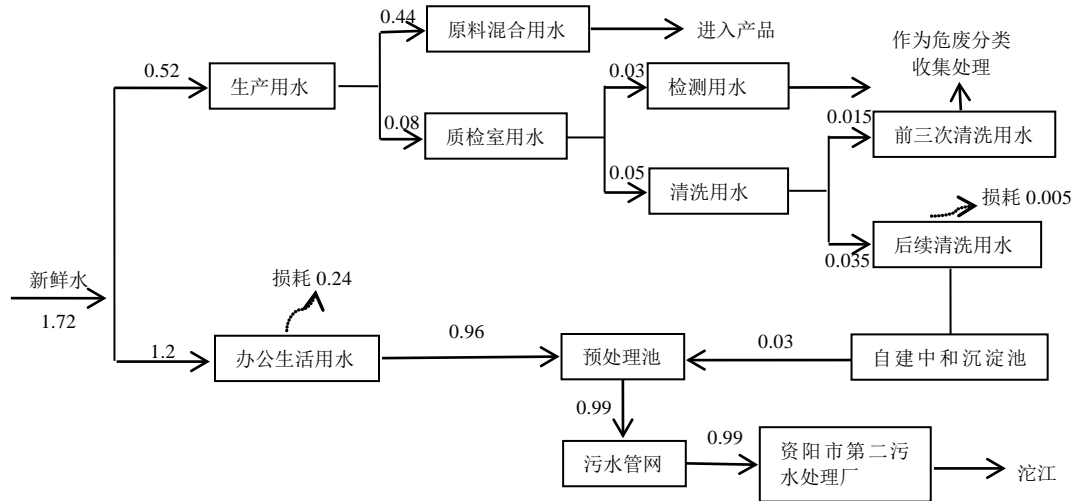 0.44
原料混合用水
进入产品
作为危废分类
收集处理
0.52
生产用水
0.03
检测用水
0.08
质检室用水
0.015
前三次清洗用水
0.05
清洗用水
损耗 0.005
后续清洗用水
0.035
新鲜水
1.72
损耗 0.24
1.2
办公生活用水
0.96
预处理池
0.03
自建中和沉淀池
0.99
污水管网
0.99
资阳市第二污
水处理厂
沱江